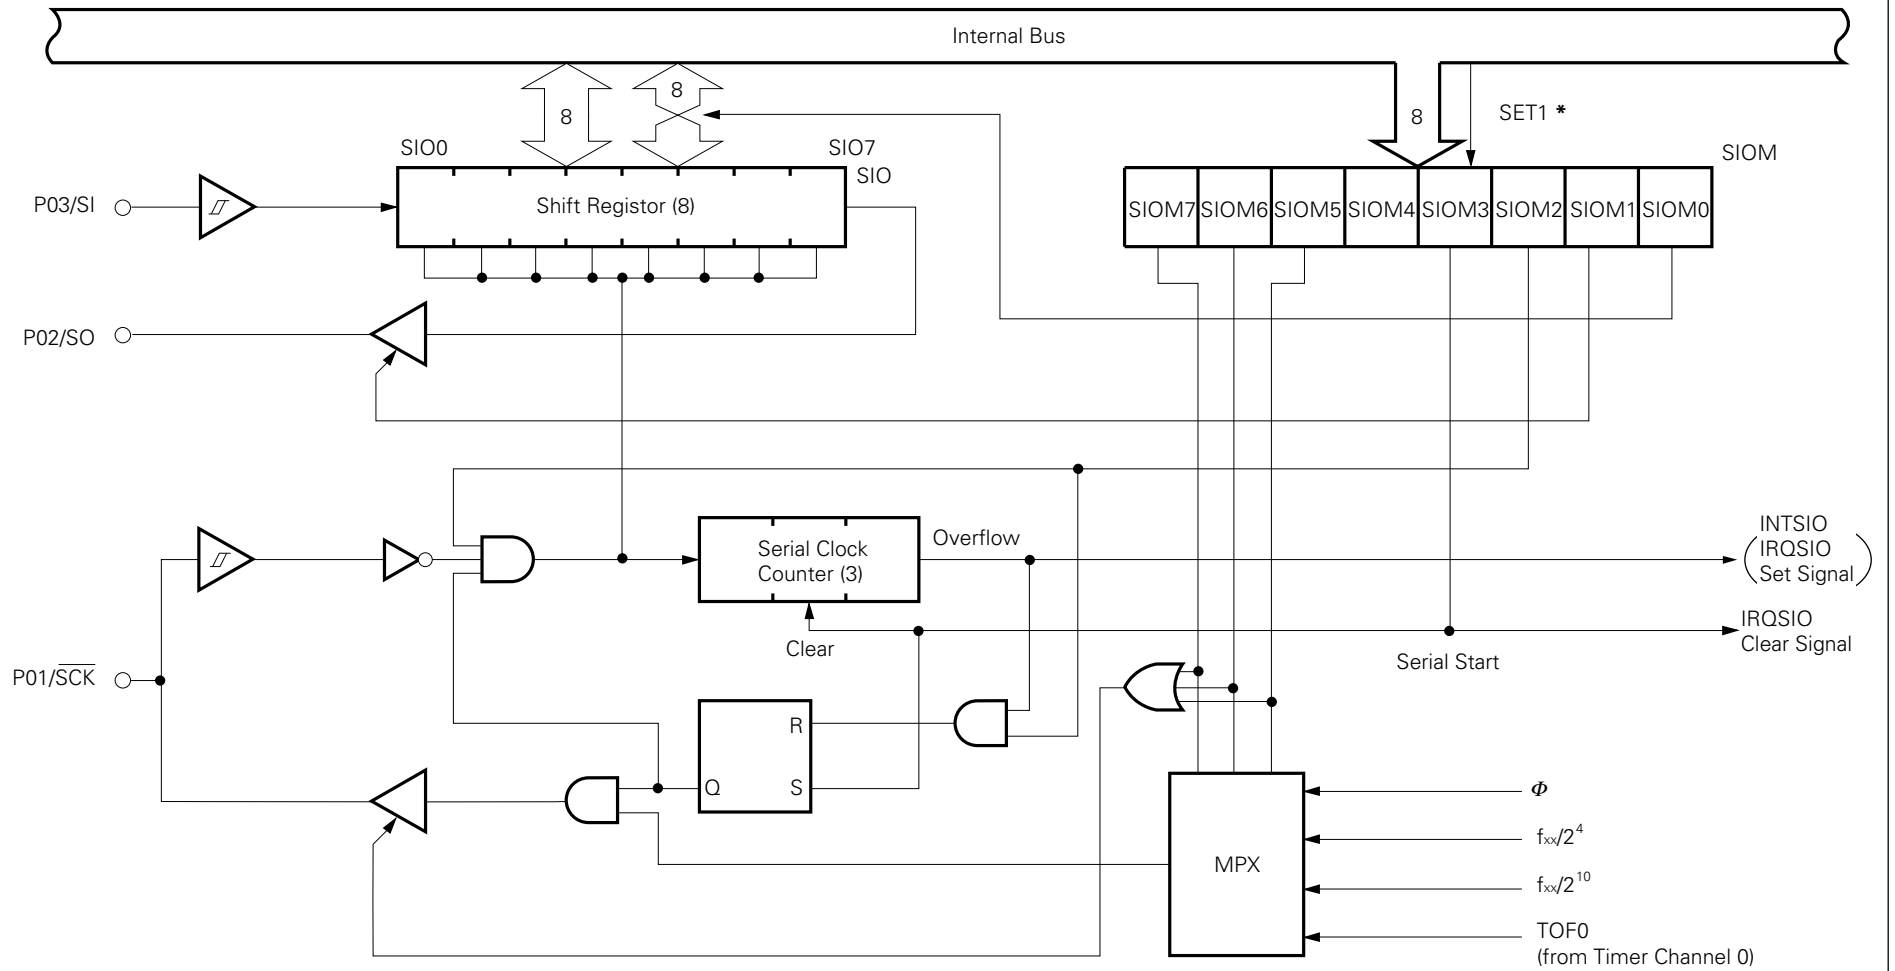 Internal Bus
8
8
8
SET1 *
SIO0
SIO7
SIO
SIOM
P03/SI
Shift Registor (8)
SIOM7 SIOM6 SIOM5 SIOM4 SIOM3 SIOM2 SIOM1 SIOM0
P02/SO
Serial Clock
Counter (3)
Overflow
INTSIO
(IRQSIO
Set Signal)
Clear
IRQSIO
Clear Signal
Serial Start
P01/S̅C̅K̅
R
Q
S
MPX
Φ
fxx/2⁴
fxx/2¹⁰
TOF0
(from Timer Channel 0)